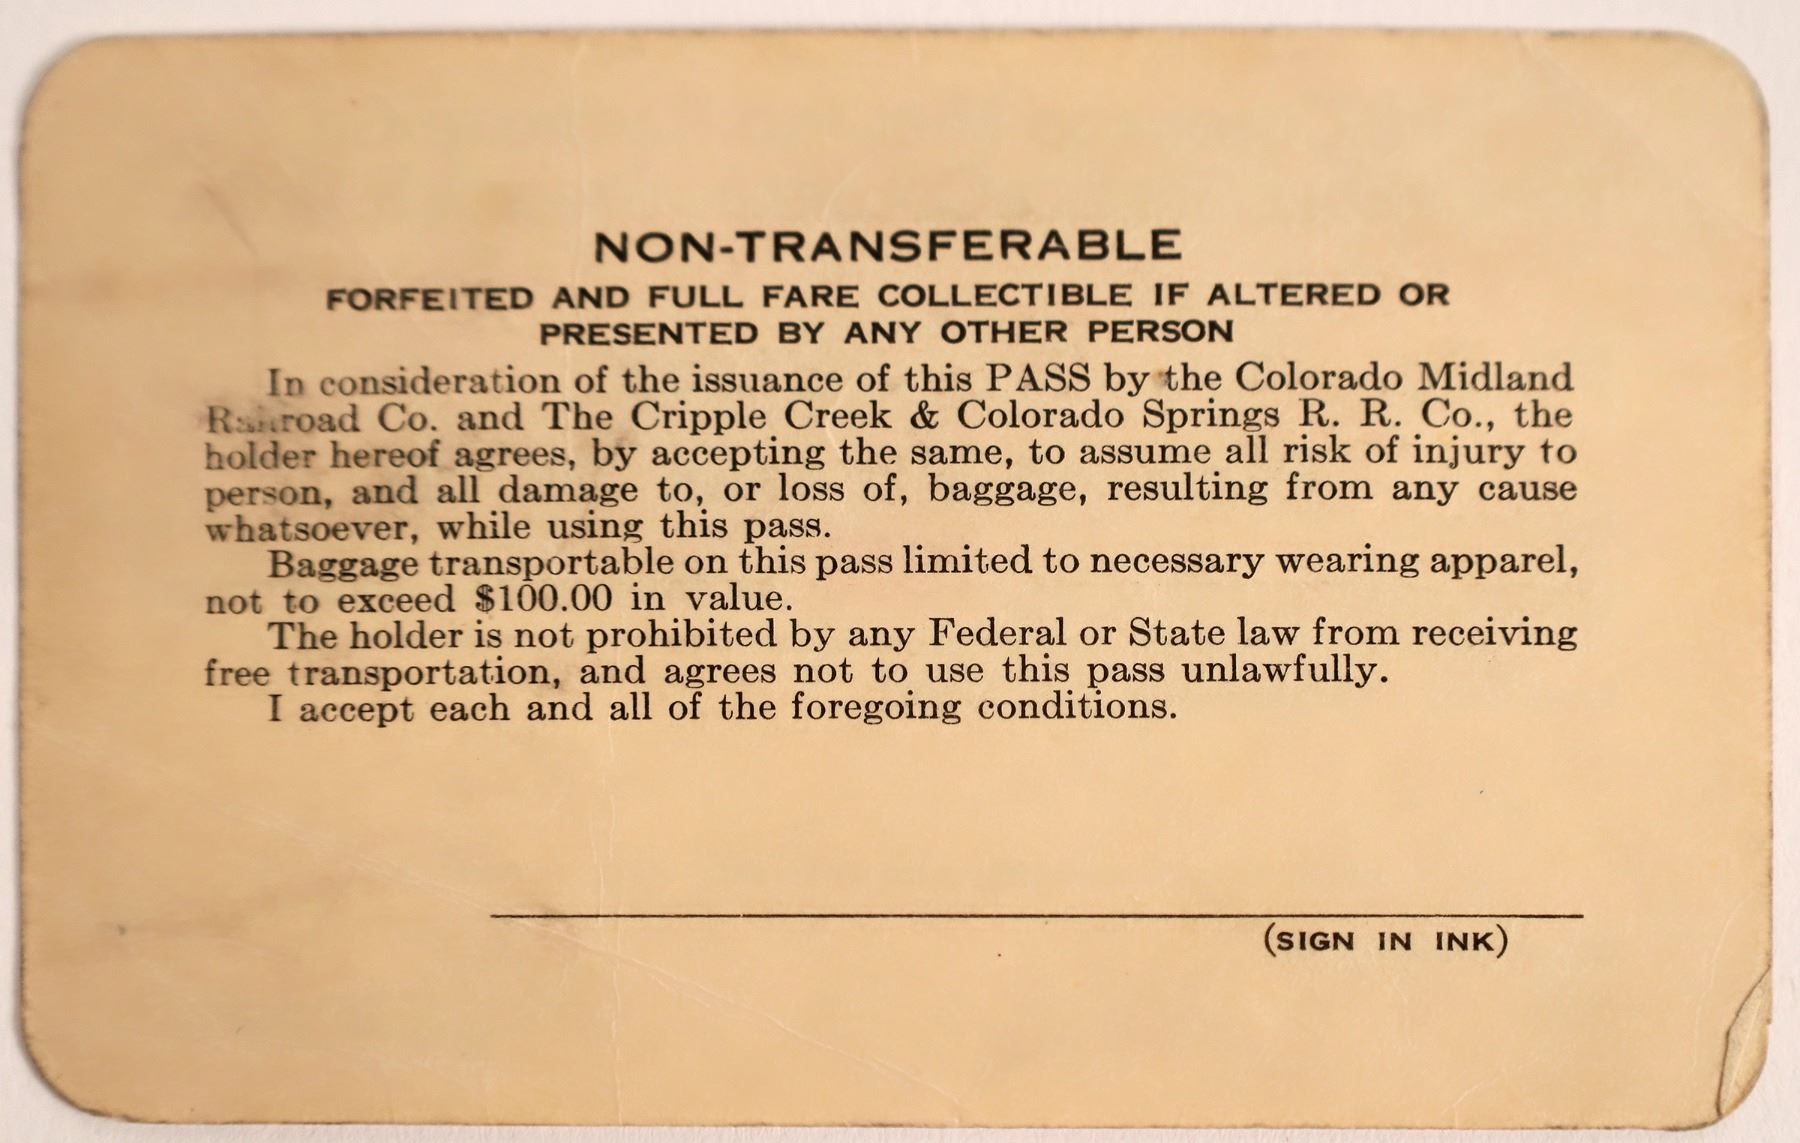 NON-TRANSFERABLE
FORFEITED AND FULL FARE COLLECTIBLE IF ALTERED OR
PRESENTED BY ANY OTHER PERSON
In consideration of the issuance of this PASS by the Colorado Midland
Railroad Co. and The Cripple Creek & Colorado Springs R. R. Co., the
holder hereof agrees, by accepting the same, to assume all risk of injury to
person, and all damage to, or loss of, baggage, resulting from any cause
whatsoever, while using this pass.
Baggage transportable on this pass limited to necessary wearing apparel,
not to exceed $100.00 in value.
The holder is not prohibited by any Federal or State law from receiving
free transportation, and agrees not to use this pass unlawfully.
I accept each and all of the foregoing conditions.
(SIGN IN INK)